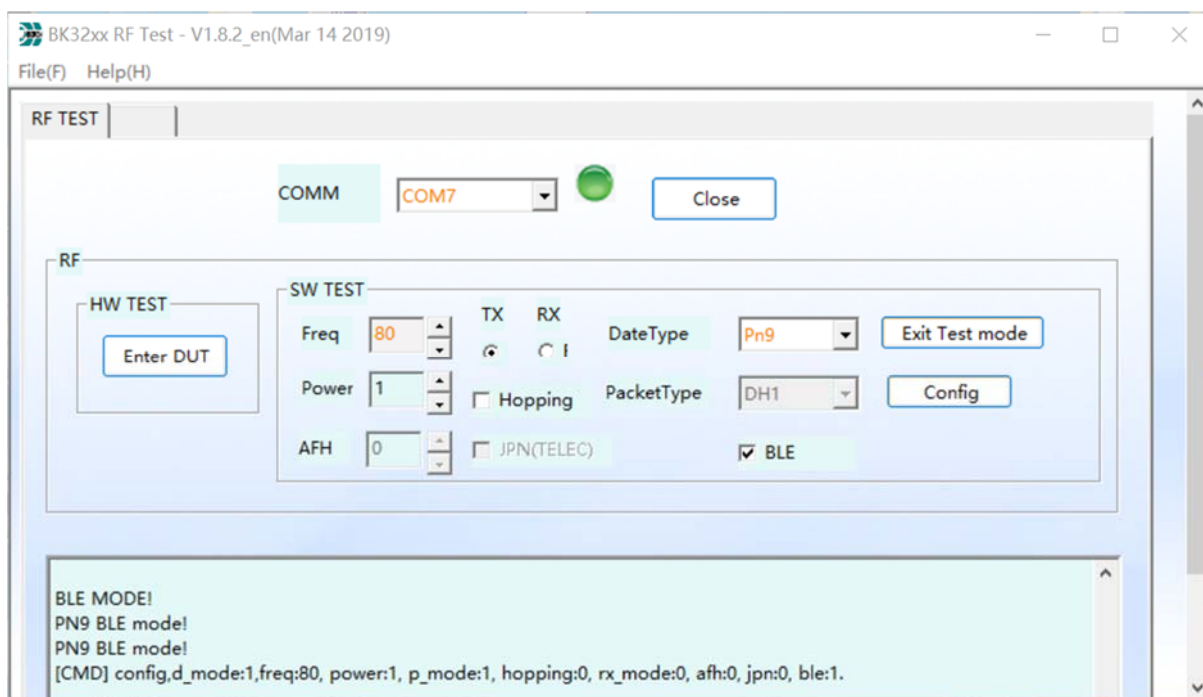 BK32xx RF Test - V1.8.2_en(Mar 14 2019)
File(F) Help(H)
RF TEST
COMM COM7 Close
RF
HW TEST
Enter DUT
SW TEST
TX RX
Freq 80 DateType Pn9 Exit Test mode
Power 1 Hopping PacketType DH1 Config
AFH 0 JPN(TELEC) BLE
BLE MODE!
PN9 BLE mode!
PN9 BLE mode!
[CMD] config,d_mode:1,freq:80, power:1, p_mode:1, hopping:0, rx_mode:0, afh:0, jpn:0, ble:1.